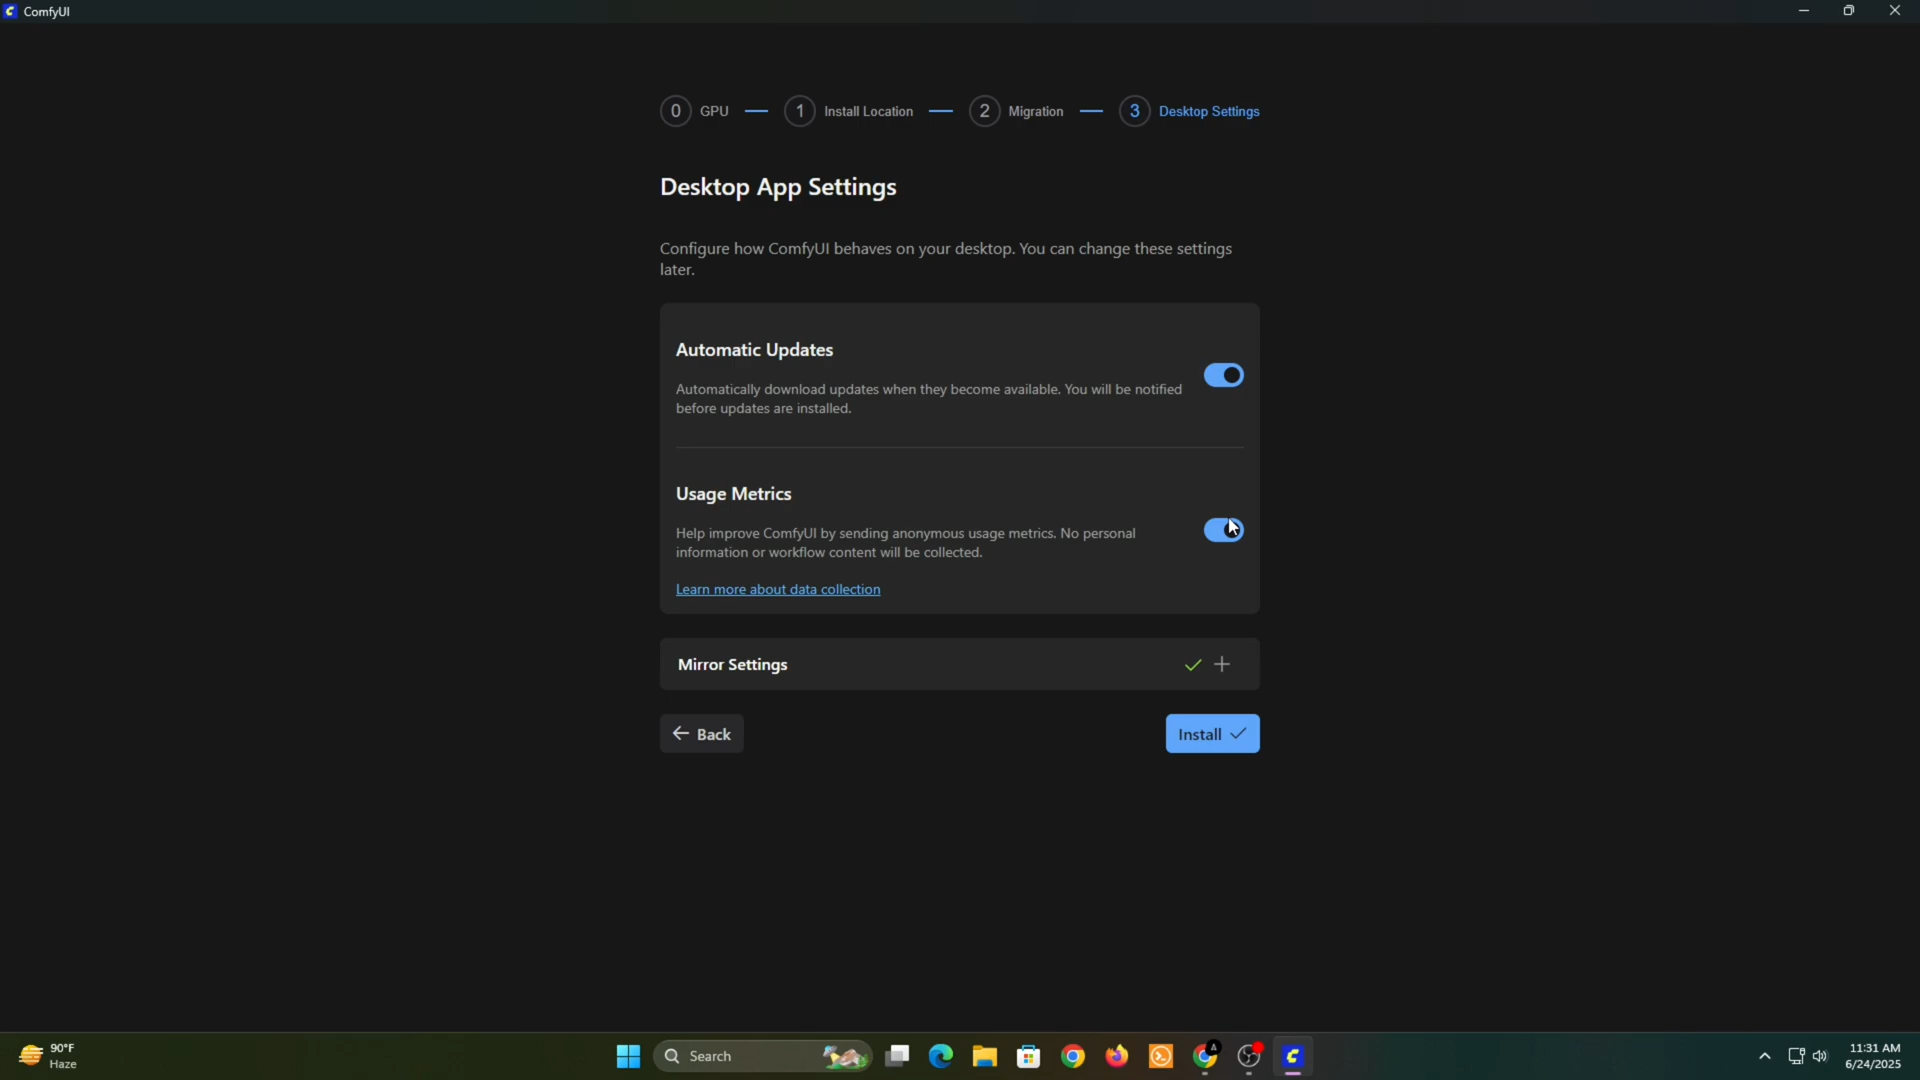 ComfyUI
0 GPU 1 Install Location 2 Migration 3 Desktop Settings
Desktop App Settings
Configure how ComfyUI behaves on your desktop. You can change these settings
later.
Automatic Updates
Automatically download updates when they become available. You will be notified
before updates are installed.
Usage Metrics
Help improve ComfyUI by sending anonymous usage metrics. No personal
information or workflow content will be collected.
Learn more about data collection
Mirror Settings
Back
Install
90°F
Haze
Search
A
11:31 AM
6/24/2025